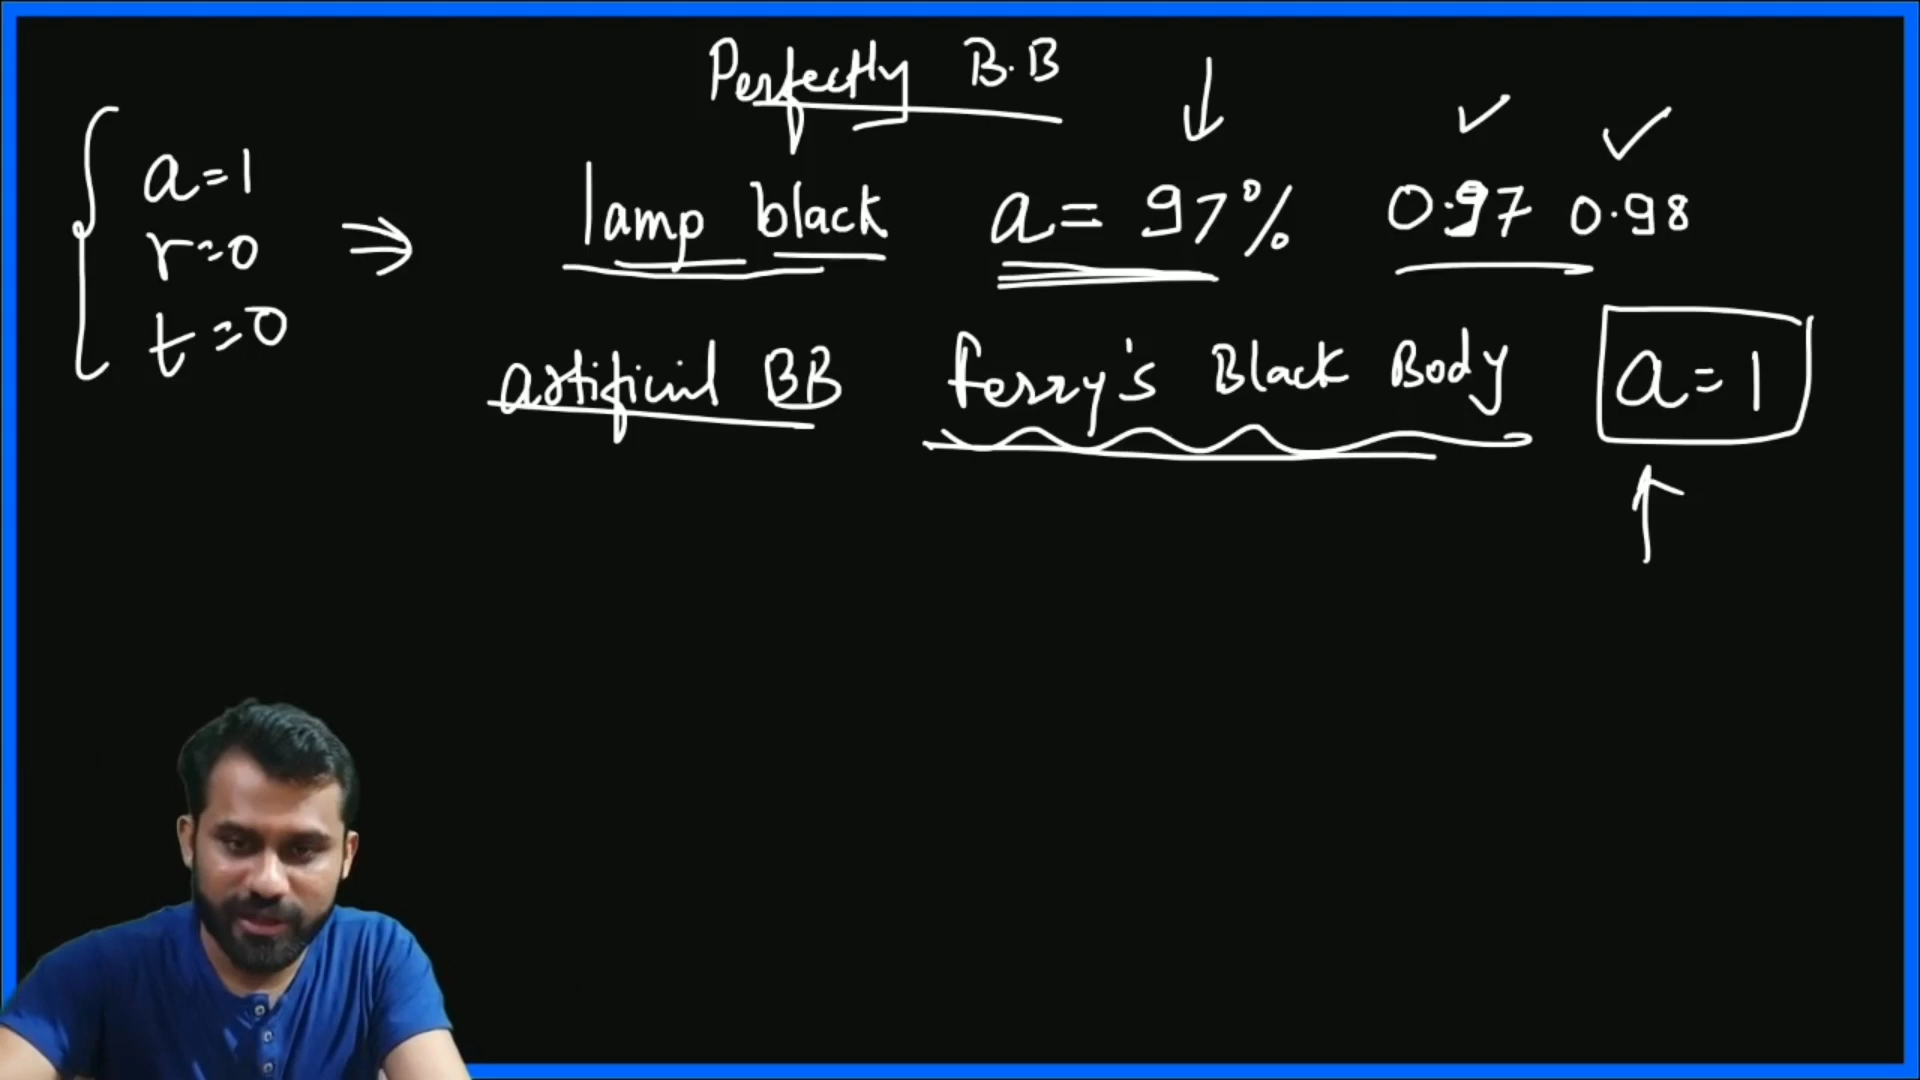 Perfectly B.B
a=1
r=0
t=0
⇒ lamp black a = 97% 0.97 0.98
artificial BB Ferry's Black Body a=1